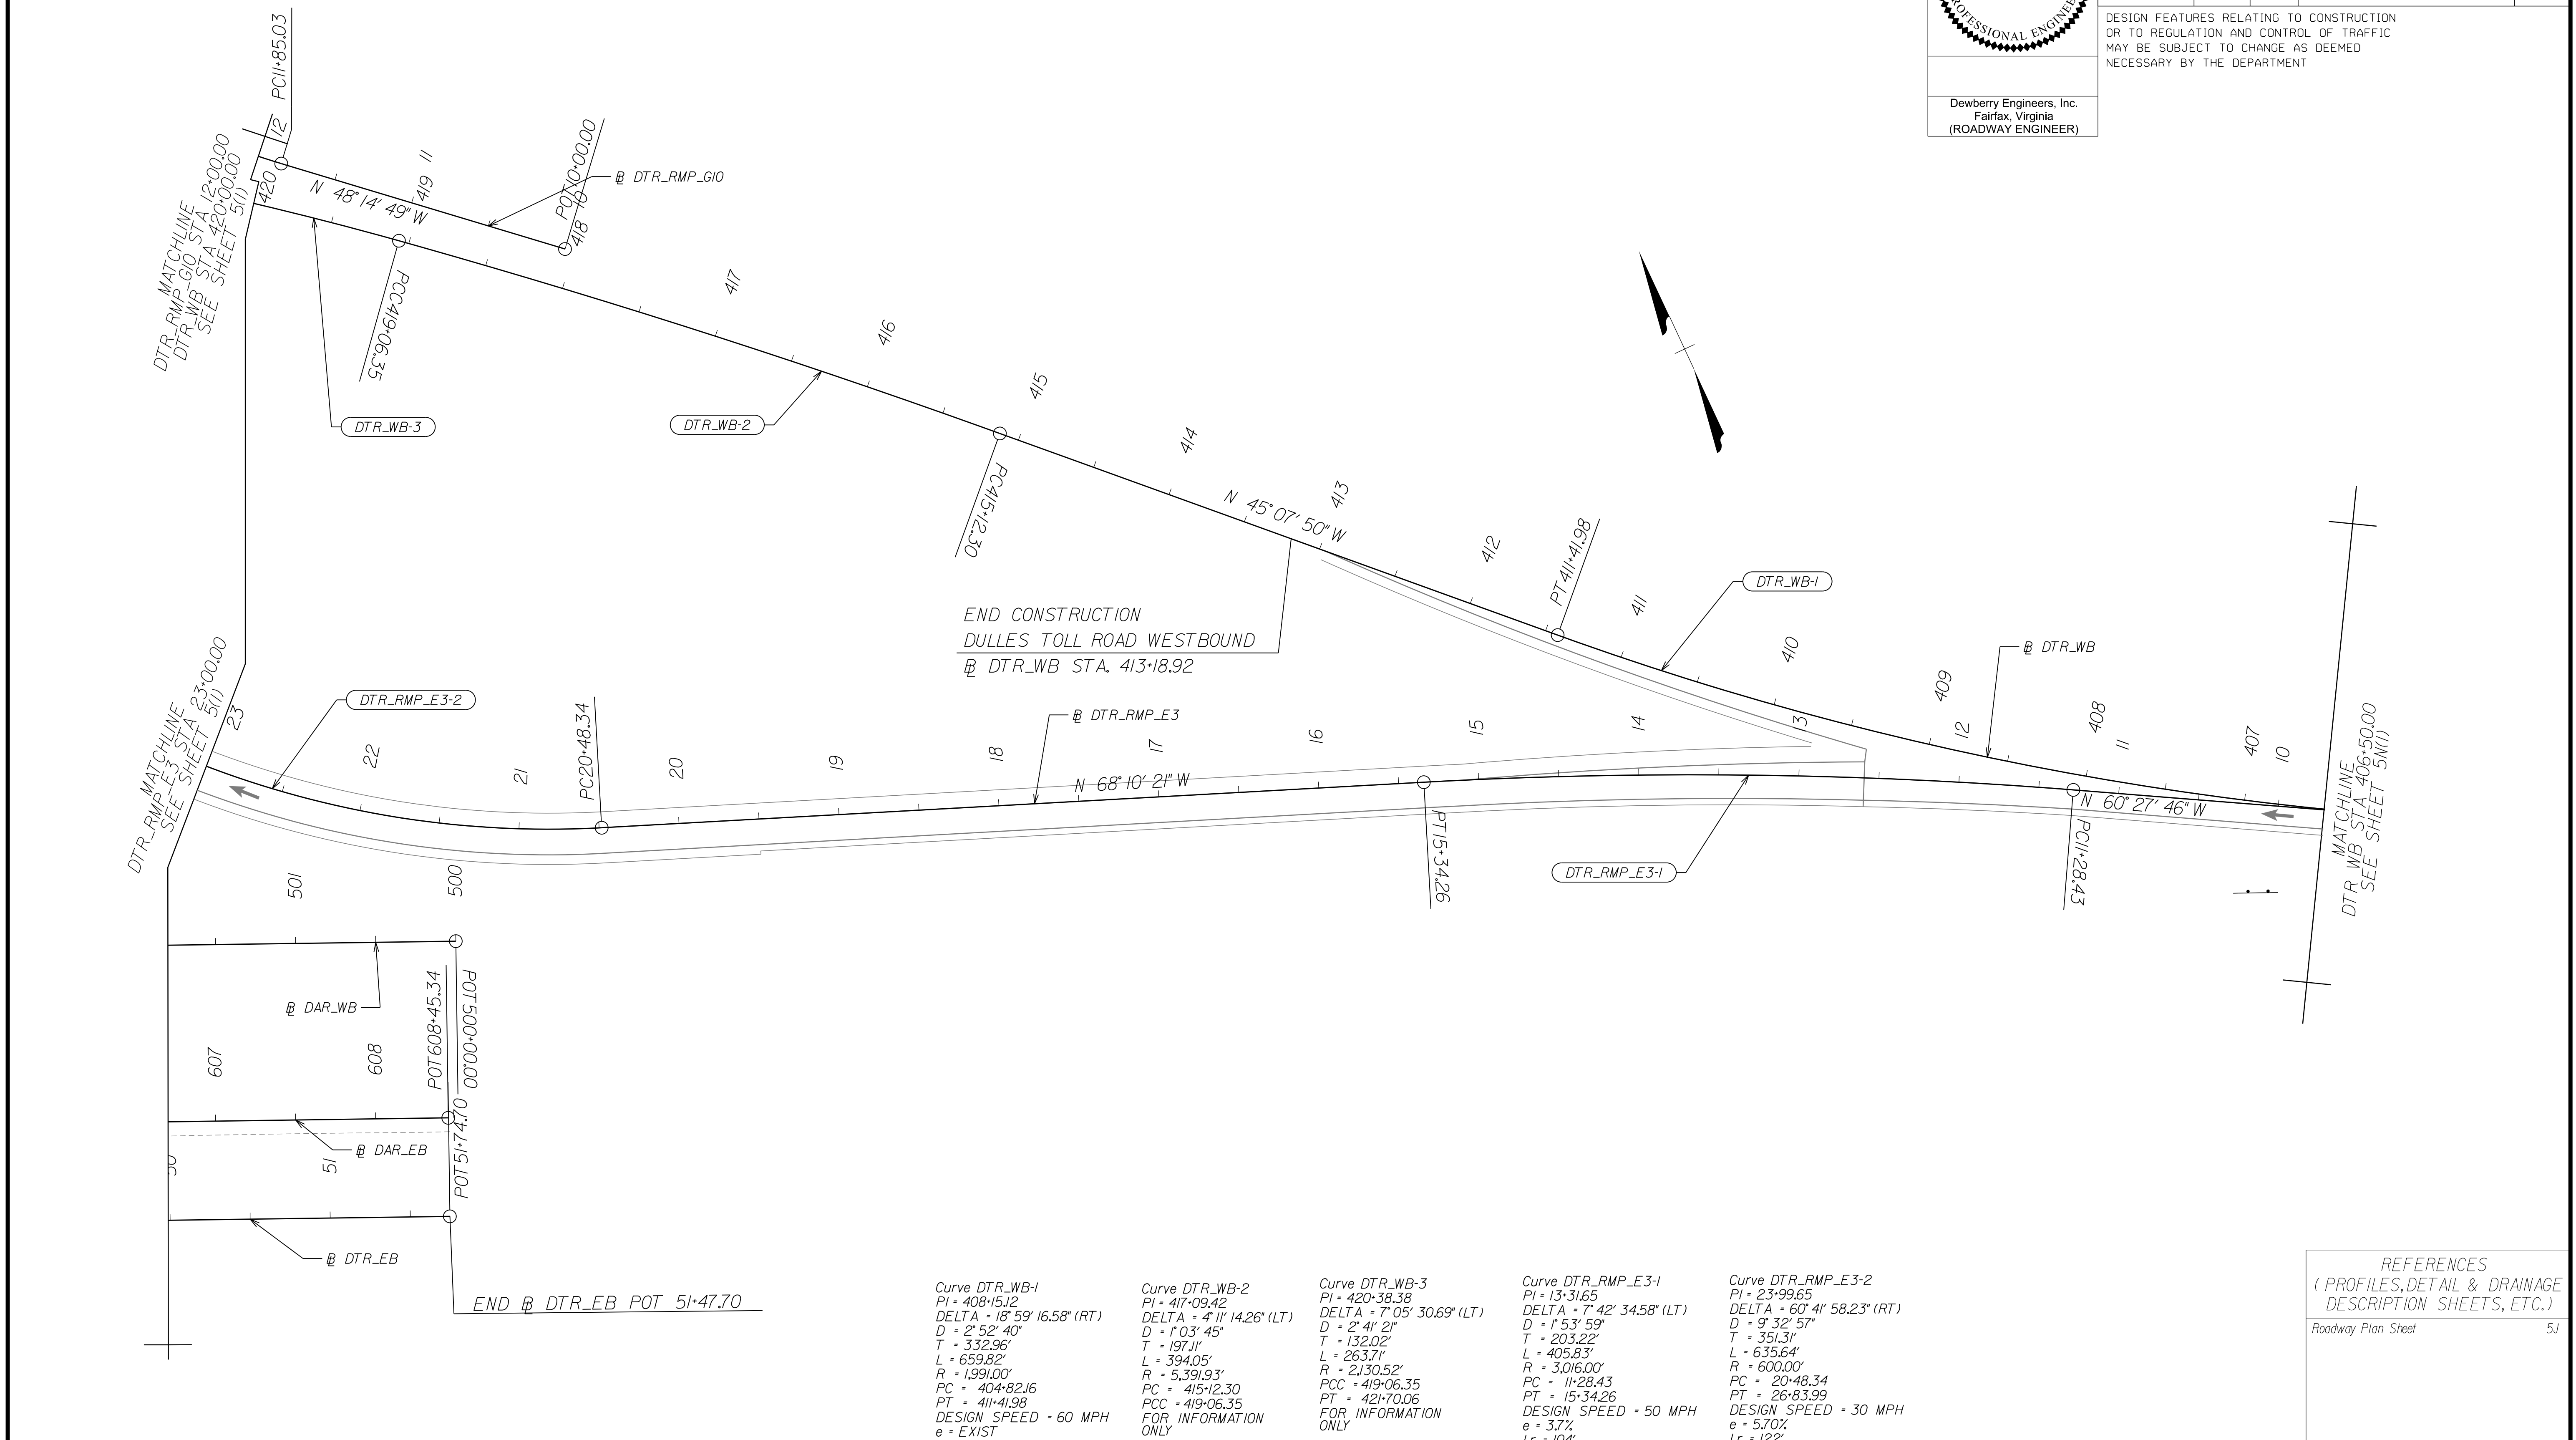 PROFESSIONAL ENGINEE
DESIGN FEATURES RELATING TO CONSTRUCTION
OR TO REGULATION AND CONTROL OF TRAFFIC
MAY BE SUBJECT TO CHANGE AS DEEMED
NECESSARY BY THE DEPARTMENT
Dewberry Engineers, Inc.
Fairfax, Virginia
(ROADWAY ENGINEER)
PC11+85.03
12
MATCHLINE
DTR_RMP_G10 STA 12+00.00
DTR_WB STA 420+00.00
SEE SHEET 5(1)
420
N 48° 14' 49" W
419
11
POT10+00.00
10
418
℄ DTR_RMP_G10
PCC419+06.35
DTR_WB-3
DTR_WB-2
417
416
415
414
413
412
411
410
409
408
407
PC415+12.30
N 45° 07' 50" W
PT411+41.98
DTR_WB-1
℄ DTR_WB
END CONSTRUCTION
DULLES TOLL ROAD WESTBOUND
℄ DTR_WB STA. 413+18.92
MATCHLINE
DTR_RMP_E3 STA 23+00.00
SEE SHEET 5(1)
23
DTR_RMP_E3-2
22
21
PC20+48.34
20
19
18
17
16
15
14
13
12
11
10
℄ DTR_RMP_E3
N 68° 10' 21" W
PT15+34.26
DTR_RMP_E3-1
N 60° 27' 46" W
PC11+28.43
MATCHLINE
DTR WB STA 406+50.00
SEE SHEET 5N(1)
501
500
℄ DAR_WB
607
608
POT608+45.34
POT500+00.00
℄ DAR_EB
50
51
POT51+74.70
℄ DTR_EB
END ℄ DTR_EB POT 51+47.70
Curve DTR_WB-1
PI = 408+15.12
DELTA = 18° 59' 16.58" (RT)
D = 2° 52' 40"
T = 332.96'
L = 659.82'
R = 1,991.00'
PC = 404+82.16
PT = 411+41.98
DESIGN SPEED = 60 MPH
e = EXIST
Curve DTR_WB-2
PI = 417+09.42
DELTA = 4° 11' 14.26" (LT)
D = 1° 03' 45"
T = 197.11'
L = 394.05'
R = 5,391.93'
PC = 415+12.30
PCC = 419+06.35
FOR INFORMATION
ONLY
Curve DTR_WB-3
PI = 420+38.38
DELTA = 7° 05' 30.69" (LT)
D = 2° 41' 21"
T = 132.02'
L = 263.71'
R = 2,130.52'
PCC = 419+06.35
PT = 421+70.06
FOR INFORMATION
ONLY
Curve DTR_RMP_E3-1
PI = 13+31.65
DELTA = 7° 42' 34.58" (LT)
D = 1° 53' 59"
T = 203.22'
L = 405.83'
R = 3,016.00'
PC = 11+28.43
PT = 15+34.26
DESIGN SPEED = 50 MPH
e = 3.7%
Lr = 104'
Curve DTR_RMP_E3-2
PI = 23+99.65
DELTA = 60° 41' 58.23" (RT)
D = 9° 32' 57"
T = 351.31'
L = 635.64'
R = 600.00'
PC = 20+48.34
PT = 26+83.99
DESIGN SPEED = 30 MPH
e = 5.70%
Lr = 122'
REFERENCES
( PROFILES, DETAIL & DRAINAGE
DESCRIPTION SHEETS, ETC.)
Roadway Plan Sheet 5J